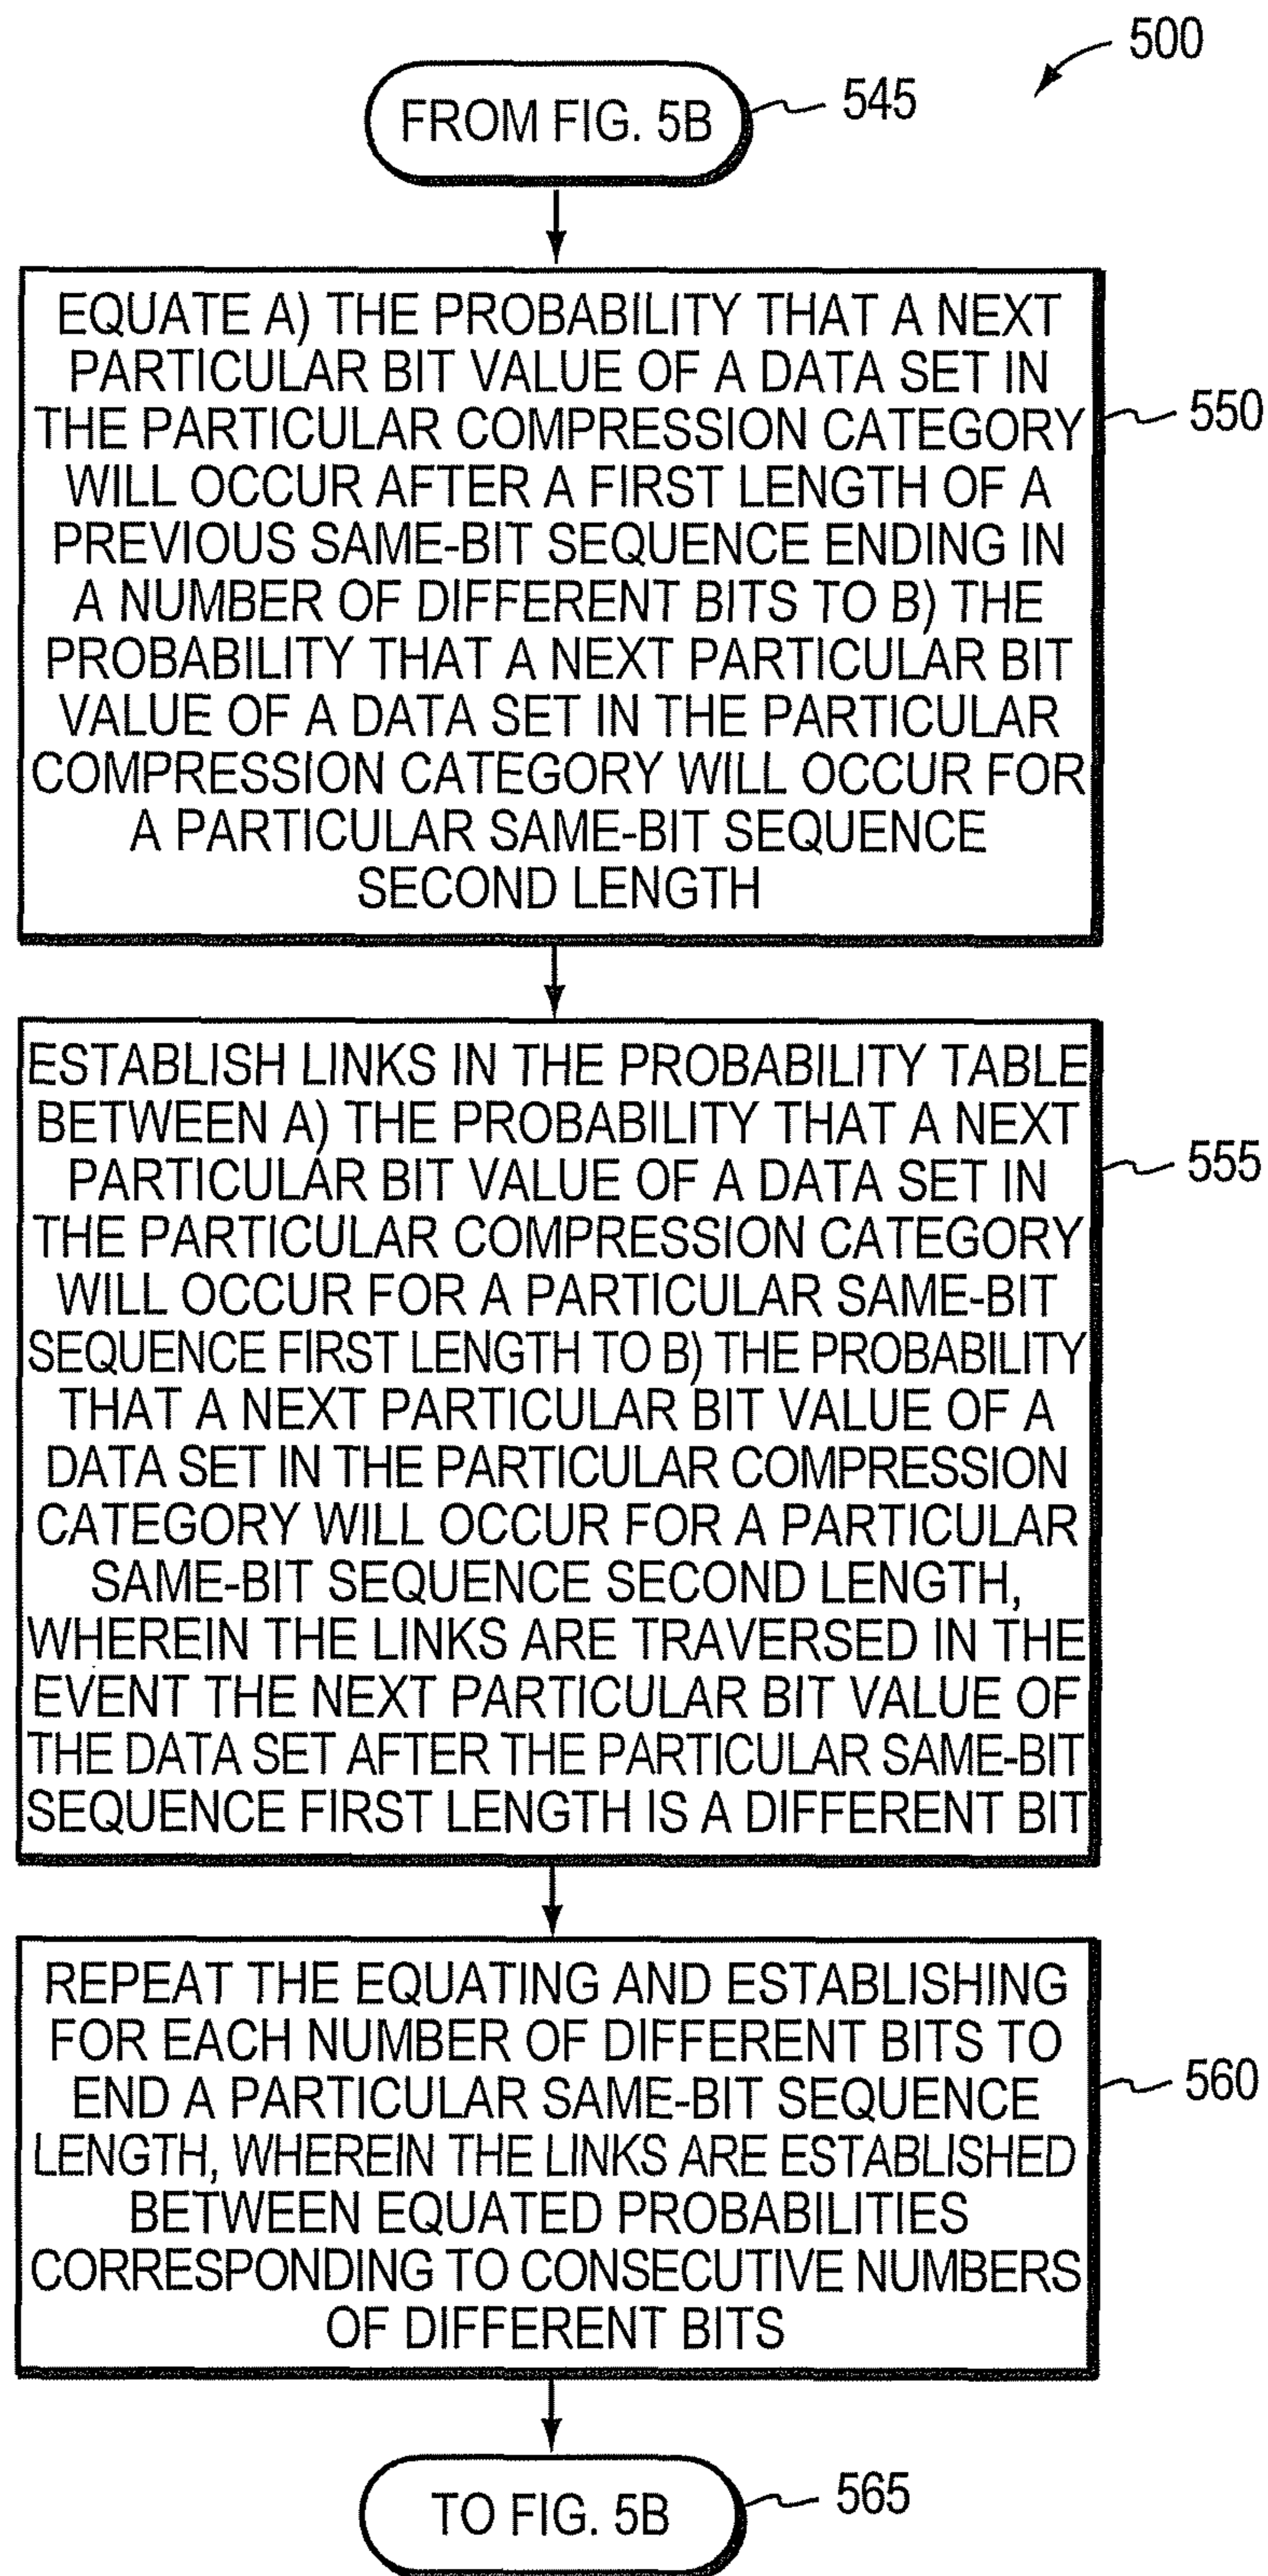 500
FROM FIG. 5B
545
EQUATE A) THE PROBABILITY THAT A NEXT
PARTICULAR BIT VALUE OF A DATA SET IN
THE PARTICULAR COMPRESSION CATEGORY
WILL OCCUR AFTER A FIRST LENGTH OF A
PREVIOUS SAME-BIT SEQUENCE ENDING IN
A NUMBER OF DIFFERENT BITS TO B) THE
PROBABILITY THAT A NEXT PARTICULAR BIT
VALUE OF A DATA SET IN THE PARTICULAR
COMPRESSION CATEGORY WILL OCCUR FOR
A PARTICULAR SAME-BIT SEQUENCE
SECOND LENGTH
550
ESTABLISH LINKS IN THE PROBABILITY TABLE
BETWEEN A) THE PROBABILITY THAT A NEXT
PARTICULAR BIT VALUE OF A DATA SET IN
THE PARTICULAR COMPRESSION CATEGORY
WILL OCCUR FOR A PARTICULAR SAME-BIT
SEQUENCE FIRST LENGTH TO B) THE PROBABILITY
THAT A NEXT PARTICULAR BIT VALUE OF A
DATA SET IN THE PARTICULAR COMPRESSION
CATEGORY WILL OCCUR FOR A PARTICULAR
SAME-BIT SEQUENCE SECOND LENGTH,
WHEREIN THE LINKS ARE TRAVERSED IN THE
EVENT THE NEXT PARTICULAR BIT VALUE OF
THE DATA SET AFTER THE PARTICULAR SAME-BIT
SEQUENCE FIRST LENGTH IS A DIFFERENT BIT
555
REPEAT THE EQUATING AND ESTABLISHING
FOR EACH NUMBER OF DIFFERENT BITS TO
END A PARTICULAR SAME-BIT SEQUENCE
LENGTH, WHEREIN THE LINKS ARE ESTABLISHED
BETWEEN EQUATED PROBABILITIES
CORRESPONDING TO CONSECUTIVE NUMBERS
OF DIFFERENT BITS
560
TO FIG. 5B
565